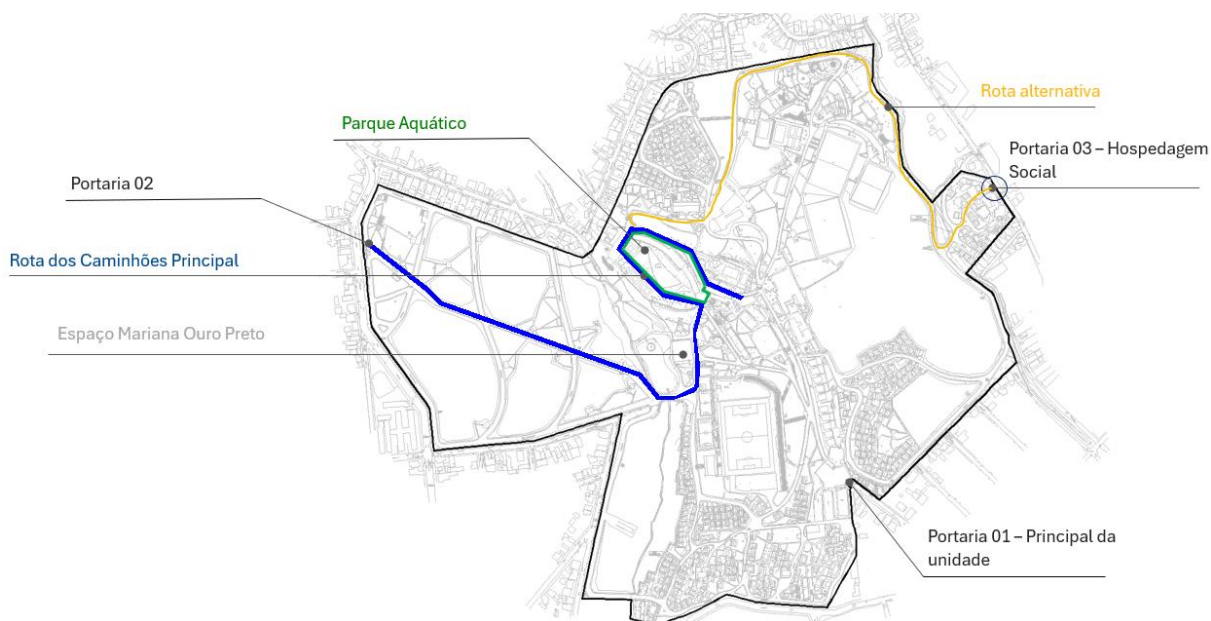 Rota alternativa
Parque Aquático
Portaria 03 – Hospedagem
Social
Portaria 02
Rota dos Caminhões Principal
Espaço Mariana Ouro Preto
Portaria 01 – Principal da
unidade